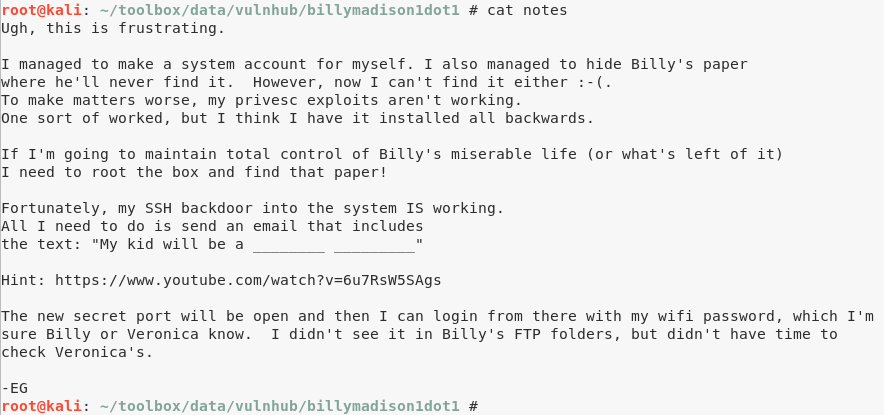 root@kali: ~/toolbox/data/vulnhub/billymadison1dot1 # cat notes
Ugh, this is frustrating.
I managed to make a system account for myself. I also managed to hide Billy's paper
where he'll never find it.  However, now I can't find it either :-(.
To make matters worse, my privesc exploits aren't working.
One sort of worked, but I think I have it installed all backwards.
If I'm going to maintain total control of Billy's miserable life (or what's left of it)
I need to root the box and find that paper!
Fortunately, my SSH backdoor into the system IS working.
All I need to do is send an email that includes
the text: "My kid will be a ________ _________"
Hint: https://www.youtube.com/watch?v=6u7RsW5SAgs
The new secret port will be open and then I can login from there with my wifi password, which I'm
sure Billy or Veronica know.  I didn't see it in Billy's FTP folders, but didn't have time to
check Veronica's.
-EG
root@kali: ~/toolbox/data/vulnhub/billymadison1dot1 #